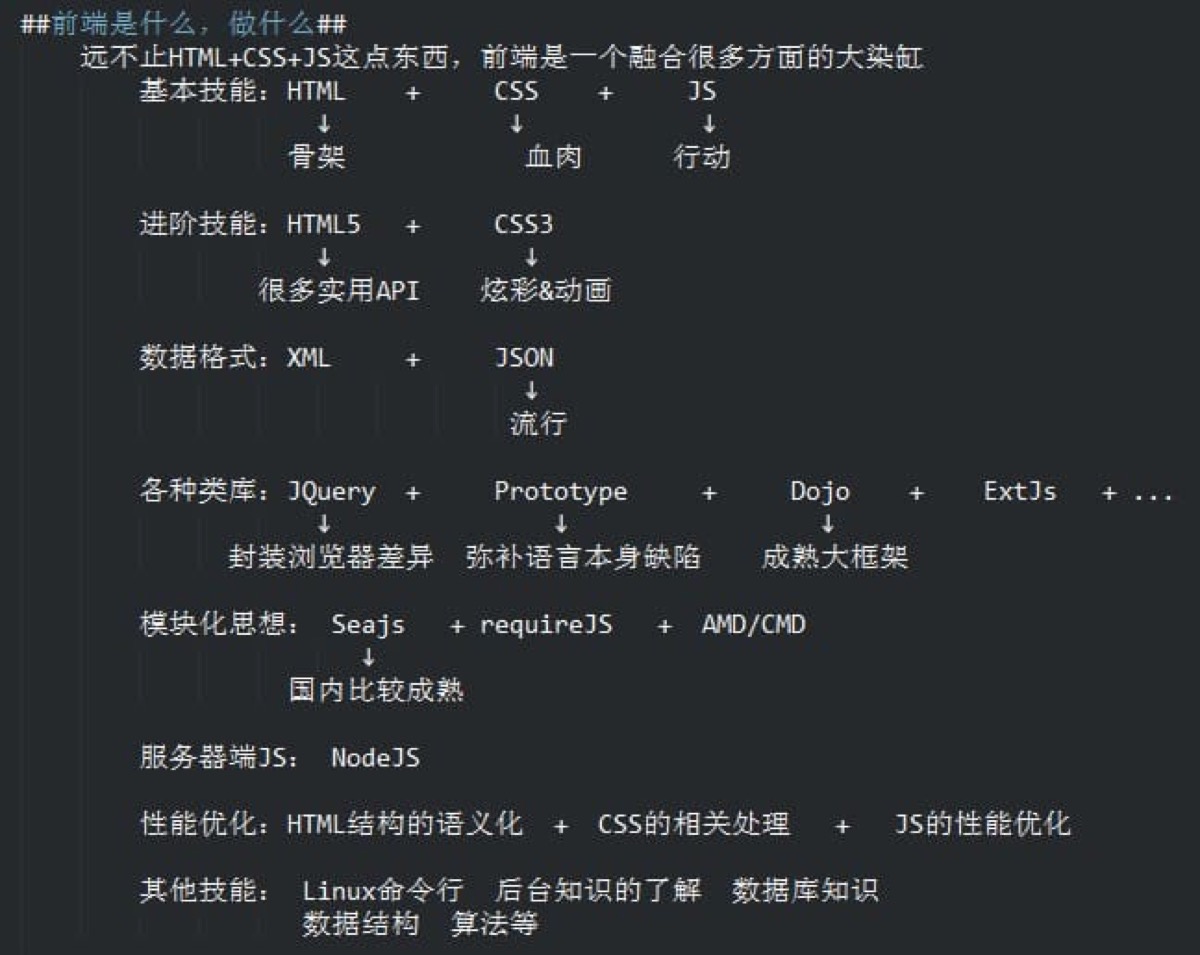 ##前端是什么，做什么##
远不止HTML+CSS+JS这点东西，前端是一个融合很多方面的大染缸
基本技能：HTML + CSS + JS
↓ ↓ ↓
骨架 血肉 行动
进阶技能：HTML5 + CSS3
↓ ↓
很多实用API 炫彩&动画
数据格式：XML + JSON
↓
流行
各种类库：JQuery + Prototype + Dojo + ExtJs + ...
↓ ↓ ↓
封装浏览器差异 弥补语言本身缺陷 成熟大框架
模块化思想： Seajs + requireJS + AMD/CMD
↓
国内比较成熟
服务器端JS： NodeJS
性能优化：HTML结构的语义化 + CSS的相关处理 + JS的性能优化
其他技能： Linux命令行 后台知识的了解 数据库知识
数据结构 算法等